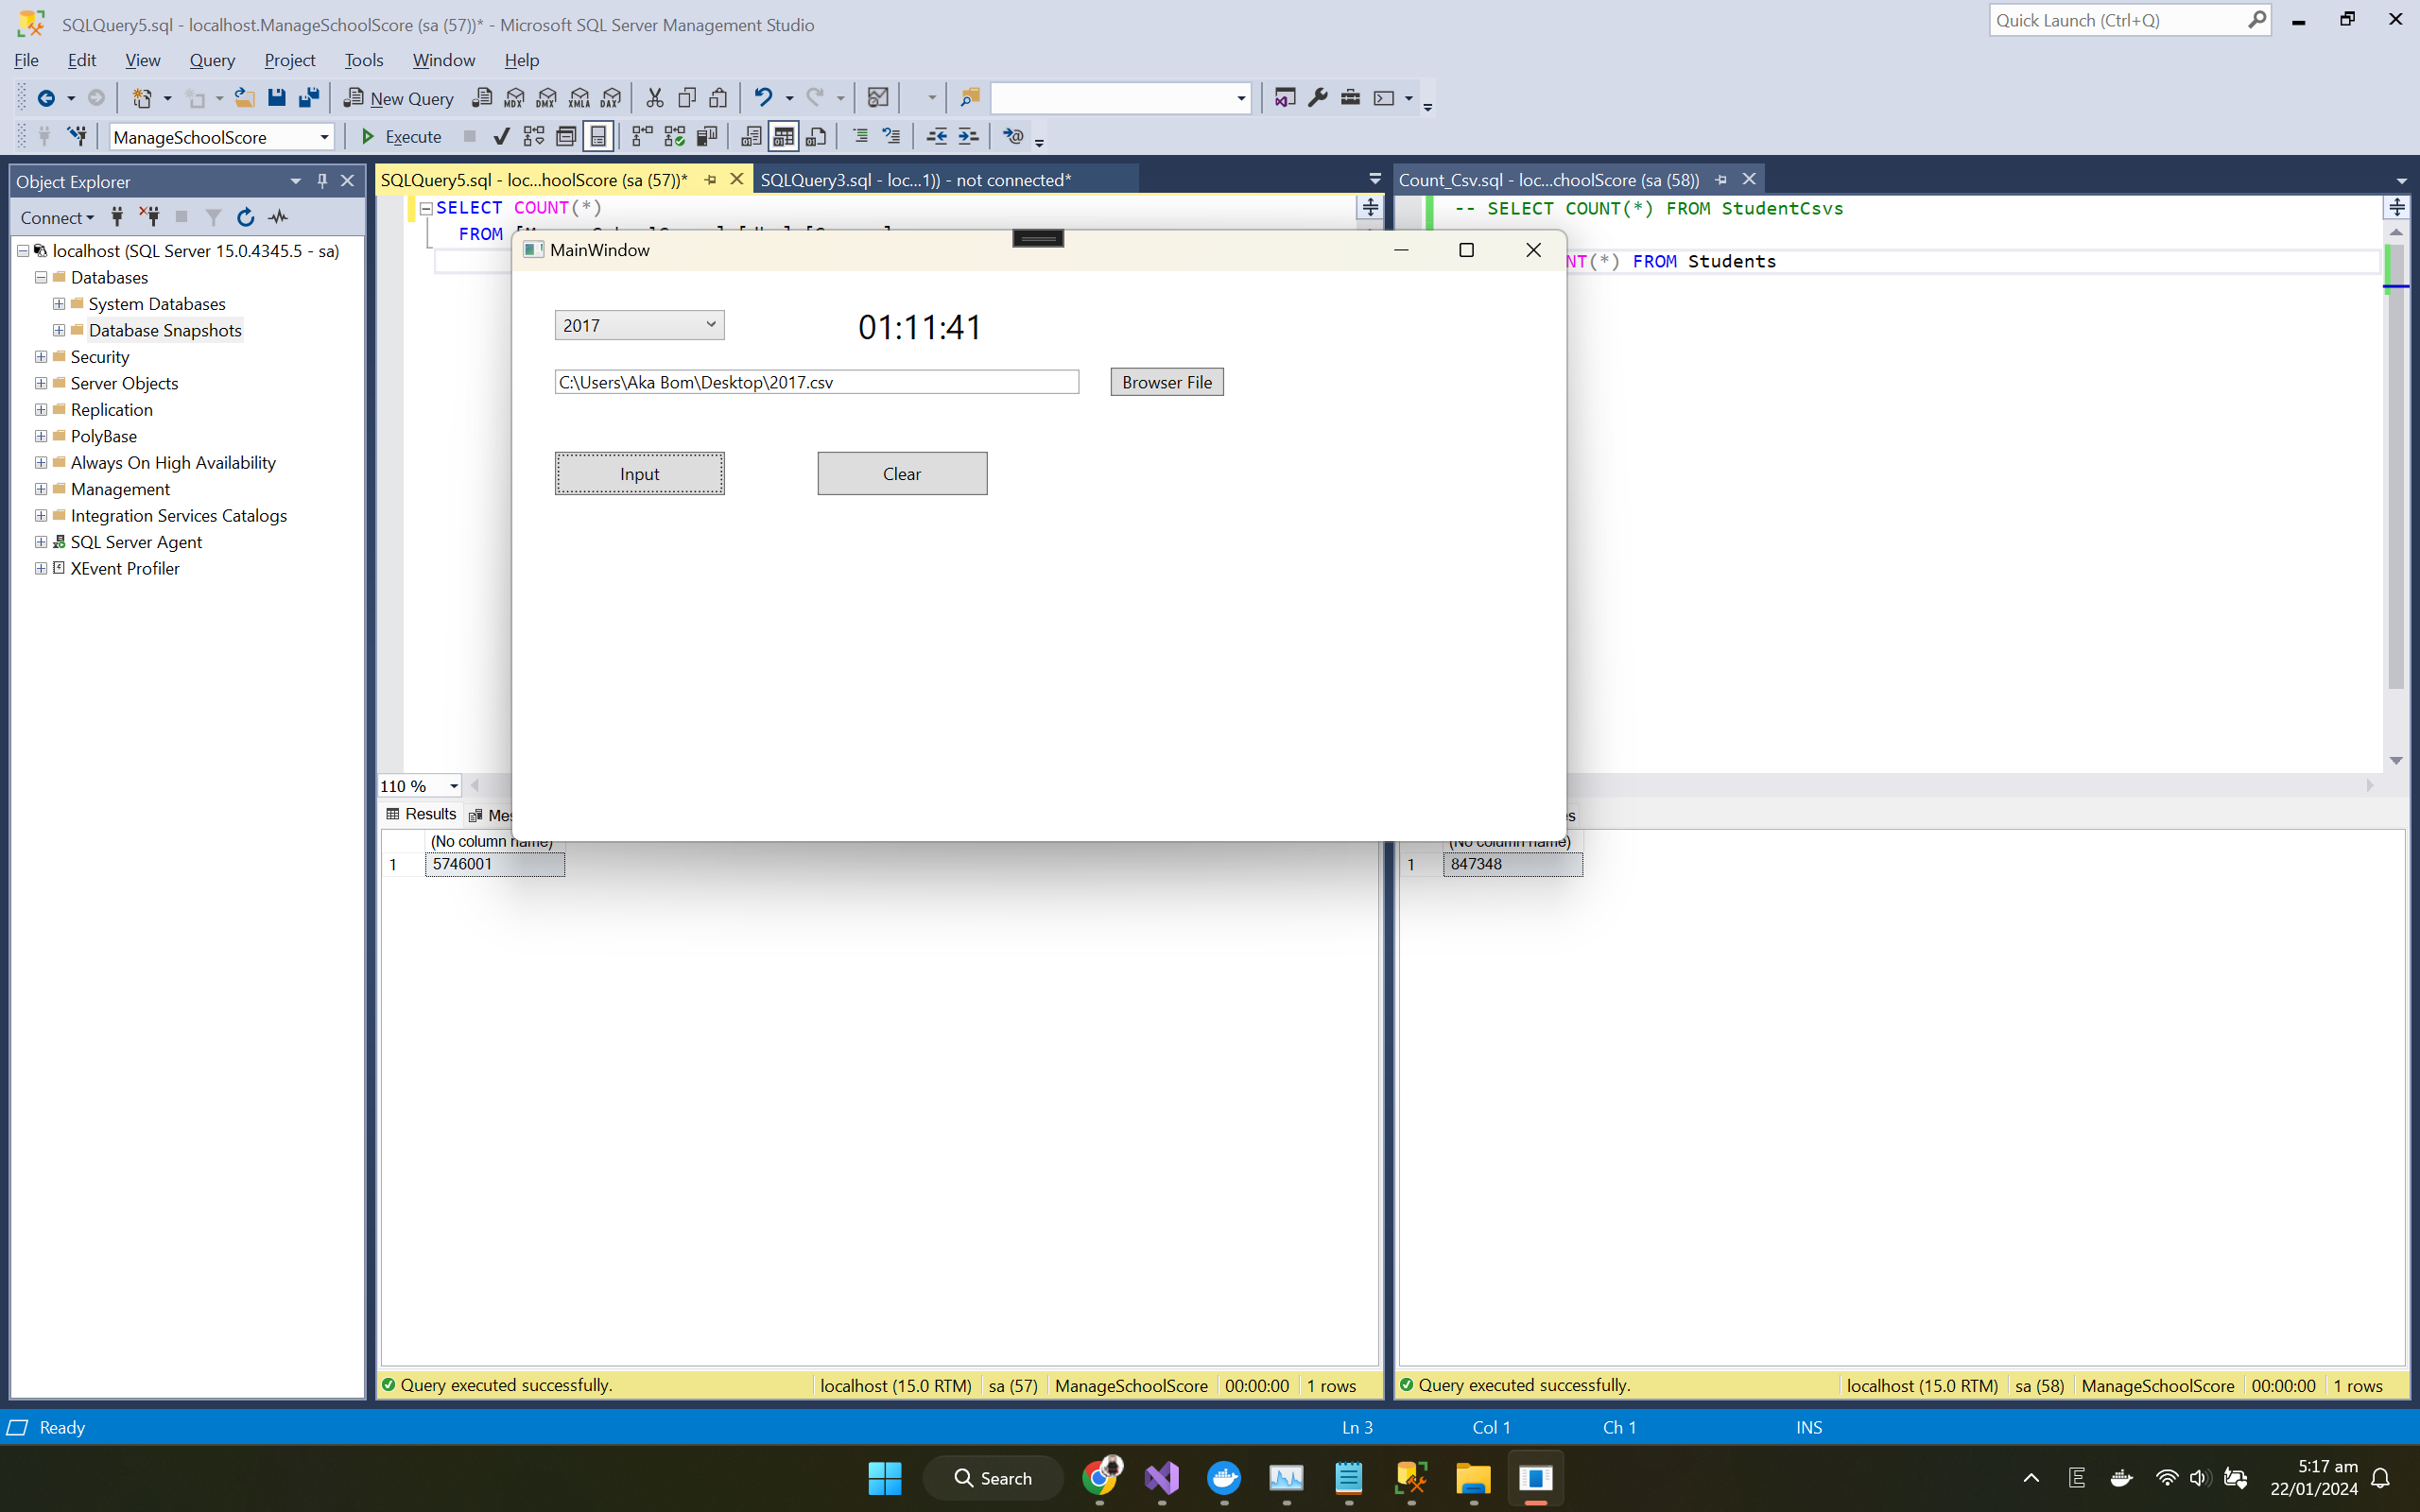 SQLQuery5.sql - localhost.ManageSchoolScore (sa (57))* - Microsoft SQL Server Management Studio
Quick Launch (Ctrl+Q)
File Edit View Query Project Tools Window Help
New Query MDX DMX XMLA DAX
ManageSchoolScore Execute
Object Explorer
Connect
localhost (SQL Server 15.0.4345.5 - sa)
Databases
System Databases
Database Snapshots
Security
Server Objects
Replication
PolyBase
Always On High Availability
Management
Integration Services Catalogs
SQL Server Agent
XEvent Profiler
SQLQuery5.sql - loc...hoolScore (sa (57))*
SQLQuery3.sql - loc...1)) - not connected*
SELECT COUNT(*)
FROM
110 %
Results
(No column name)
1 5746001
Query executed successfully.
localhost (15.0 RTM) sa (57) ManageSchoolScore 00:00:00 1 rows
MainWindow
2017
01:11:41
C:\Users\Aka Bom\Desktop\2017.csv
Browser File
Input
Clear
Count_Csv.sql - loc...choolScore (sa (58))
-- SELECT COUNT(*) FROM StudentCsvs
NT(*) FROM Students
(No column name)
1 847348
Query executed successfully.
localhost (15.0 RTM) sa (58) ManageSchoolScore 00:00:00 1 rows
Ready
Ln 3 Col 1 Ch 1 INS
Search
E
5:17 am
22/01/2024